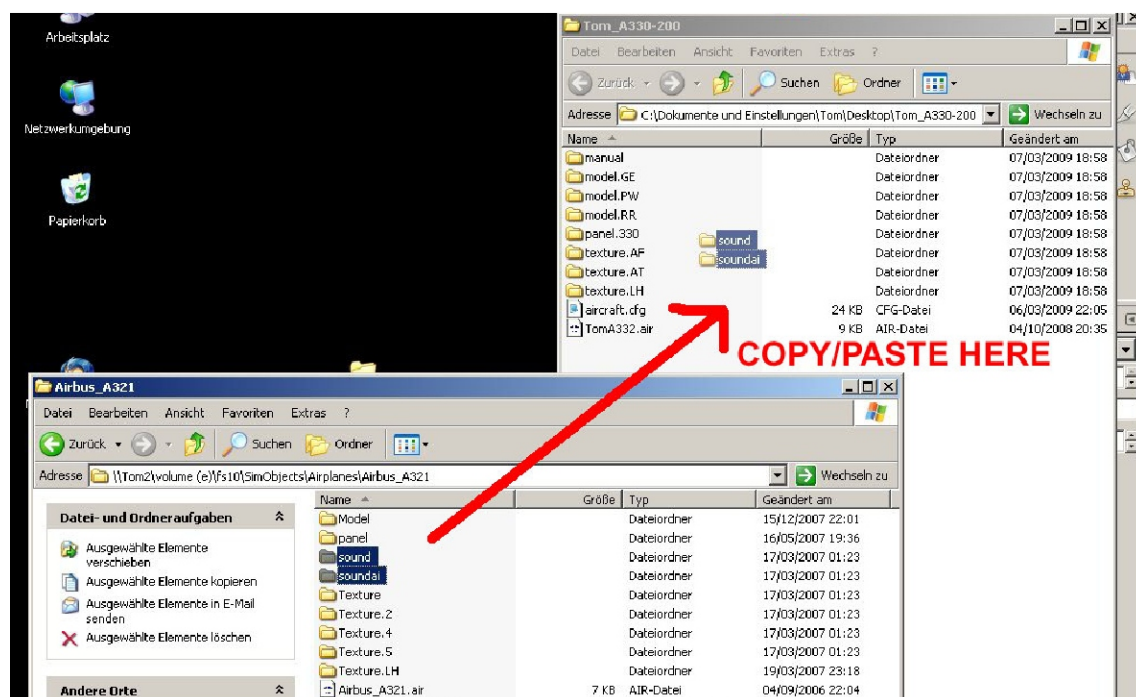 Arbeitsplatz
Netzwerkumgebung
Papierkorb
Tom_A330-200
Datei Bearbeiten Ansicht Favoriten Extras ?
Zurück Suchen Ordner
Adresse C:\Dokumente und Einstellungen\Tom\Desktop\Tom_A330-200 Wechseln zu
Name Größe Typ Geändert am
manual Dateiordner 07/03/2009 18:58
model.GE Dateiordner 07/03/2009 18:58
model.PW Dateiordner 07/03/2009 18:58
model.RR Dateiordner 07/03/2009 18:58
panel.330 Dateiordner 07/03/2009 18:58
sound
texture.AF Dateiordner 07/03/2009 18:58
soundai
texture.AT Dateiordner 07/03/2009 18:58
texture.LH Dateiordner 07/03/2009 18:58
aircraft.cfg 24 KB CFG-Datei 06/03/2009 22:05
TomA332.air 9 KB AIR-Datei 04/10/2008 20:35
COPY/PASTE HERE
Airbus_A321
Datei Bearbeiten Ansicht Favoriten Extras ?
Zurück Suchen Ordner
Adresse \\Tom2\volume (e)\fs10\SimObjects\Airplanes\Airbus_A321 Wechseln zu
Datei- und Ordneraufgaben
Ausgewählte Elemente
verschieben
Ausgewählte Elemente kopieren
Ausgewählte Elemente in E-Mail
senden
Ausgewählte Elemente löschen
Andere Orte
Name Größe Typ Geändert am
Model Dateiordner 15/12/2007 22:01
panel Dateiordner 16/05/2007 19:36
sound Dateiordner 17/03/2007 01:23
soundai Dateiordner 17/03/2007 01:23
Texture Dateiordner 17/03/2007 01:23
Texture.2 Dateiordner 17/03/2007 01:23
Texture.4 Dateiordner 17/03/2007 01:23
Texture.5 Dateiordner 17/03/2007 01:23
Texture.LH Dateiordner 19/03/2007 23:18
Airbus_A321.air 7 KB AIR-Datei 04/09/2006 22:04